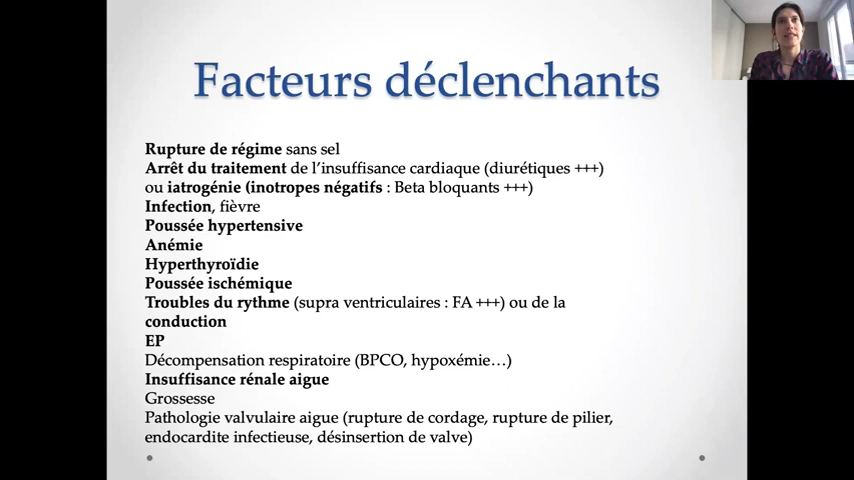 Facteurs déclenchants
Rupture de régime sans sel
Arrêt du traitement de l'insuffisance cardiaque (diurétiques +++)
ou iatrogénie (inotropes négatifs : Beta bloquants +++)
Infection, fièvre
Poussée hypertensive
Anémie
Hyperthyroïdie
Poussée ischémique
Troubles du rythme (supra ventriculaires : FA +++) ou de la
conduction
EP
Décompensation respiratoire (BPCO, hypoxémie…)
Insuffisance rénale aigue
Grossesse
Pathologie valvulaire aigue (rupture de cordage, rupture de pilier,
endocardite infectieuse, désinsertion de valve)